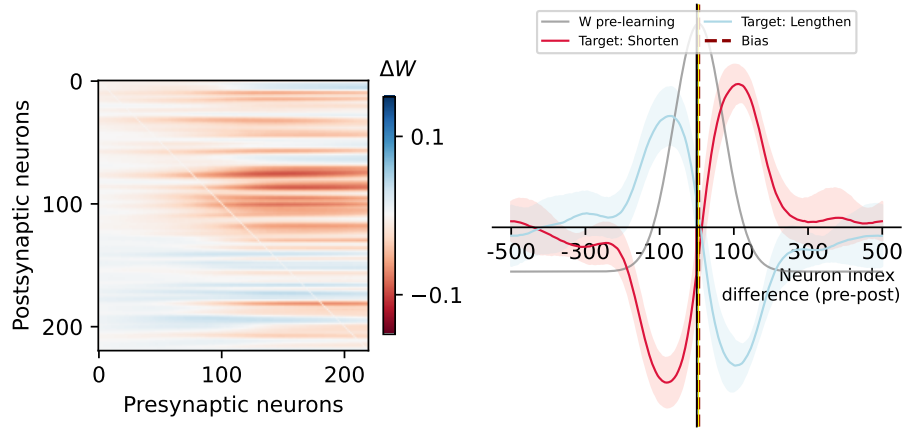 W pre-learning
Target: Shorten
Target: Lengthen
Bias
ΔW
0
100
200
Postsynaptic neurons
0
100
200
Presynaptic neurons
0.1
−0.1
-500
-300
-100
100
300
500
Neuron index
difference (pre-post)